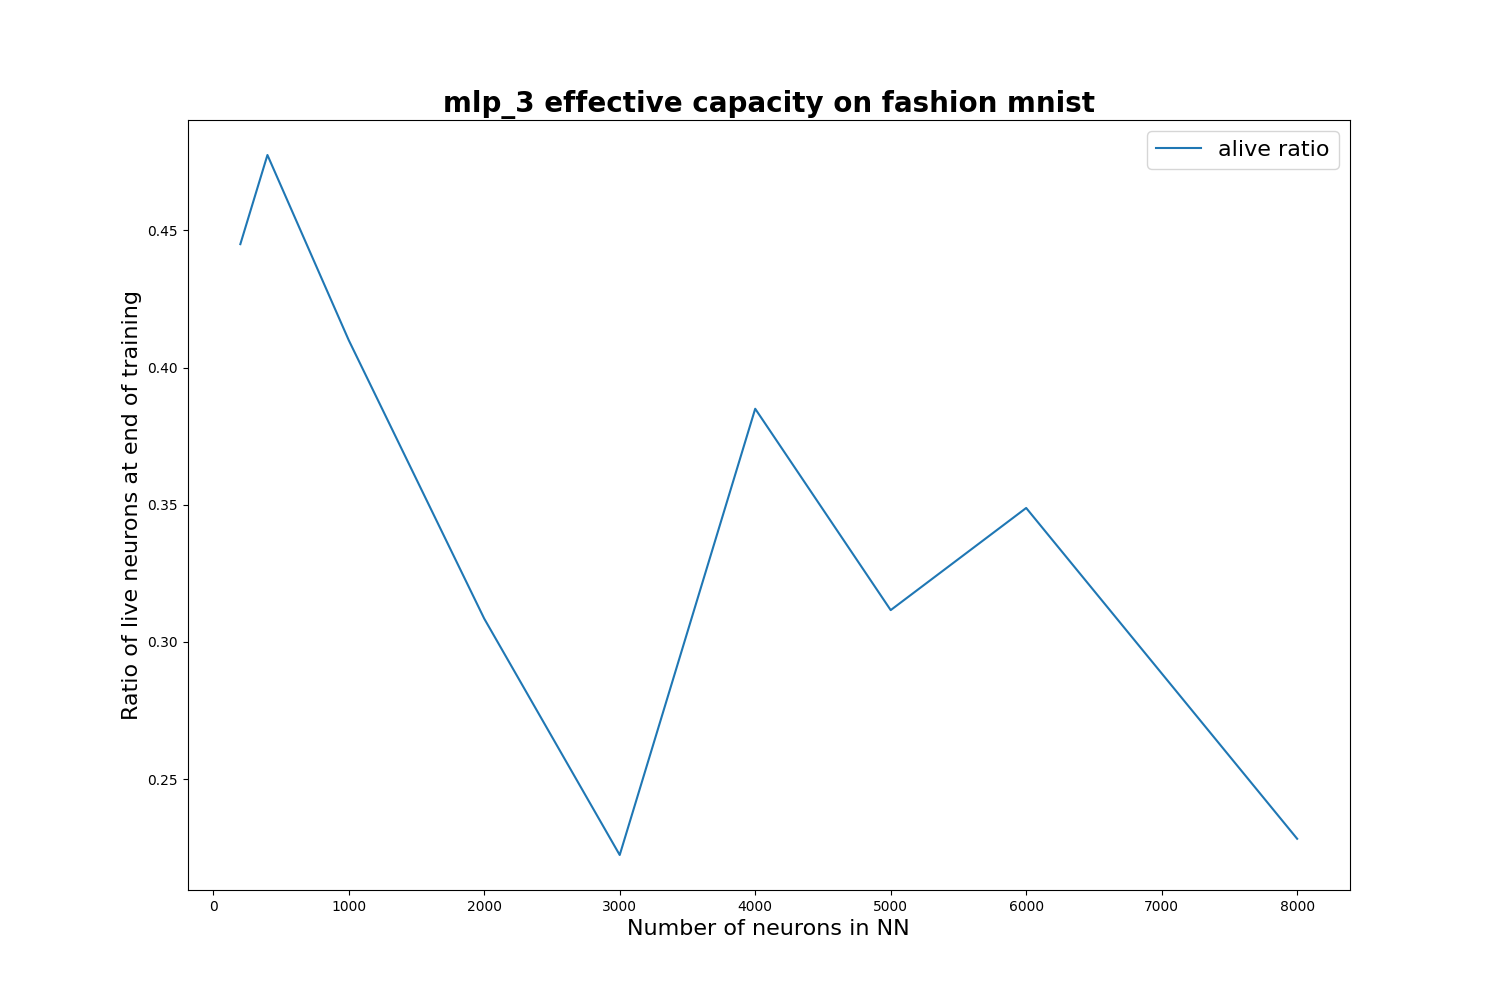 mlp_3 effective capacity on fashion mnist
alive ratio
Ratio of live neurons at end of training
0.45
0.40
0.35
0.30
0.25
0 1000 2000 3000 4000 5000 6000 7000 8000
Number of neurons in NN